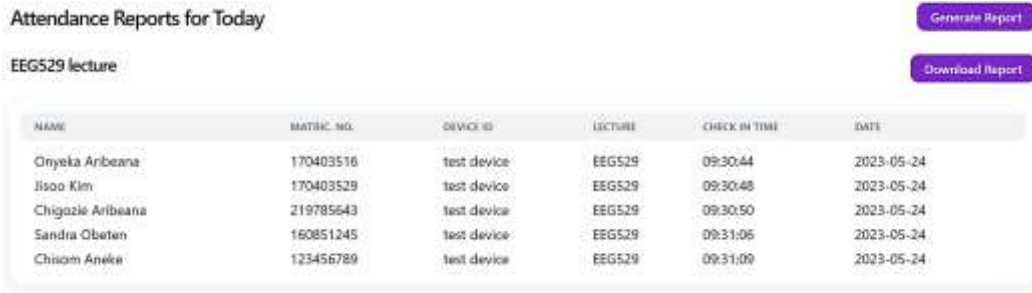 Attendance Reports for Today
Generate Report
EEG529 lecture
Download Report
NAME MATRIC. NO. DEVICE ID LECTURE CHECK IN TIME DATE
Onyeka Aribeana 170403516 test device EEG529 09:30:44 2023-05-24
Jisoo Kim 170403529 test device EEG529 09:30:48 2023-05-24
Chigozie Aribeana 219785643 test device EEG529 09:30:50 2023-05-24
Sandra Obeten 160851245 test device EEG529 09:31:06 2023-05-24
Chisom Aneke 123456789 test device EEG529 09:31:09 2023-05-24